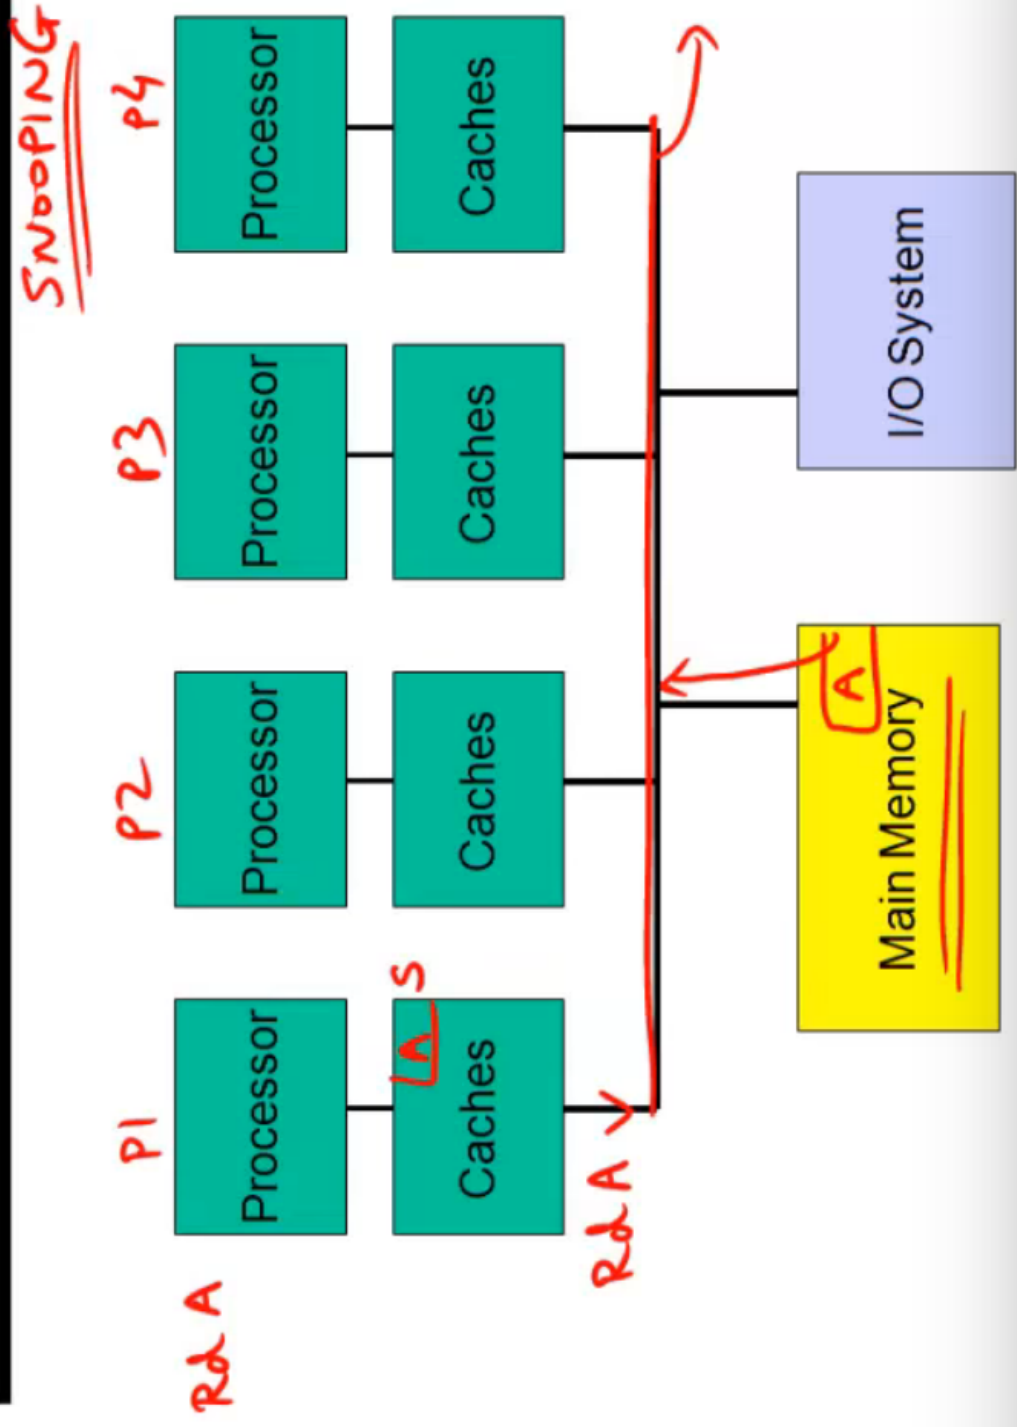 SNOOPING
P1 P2 P3 P4
Rd A
Processor Processor Processor Processor
A S
Caches Caches Caches Caches
Rd A
A
Main Memory I/O System